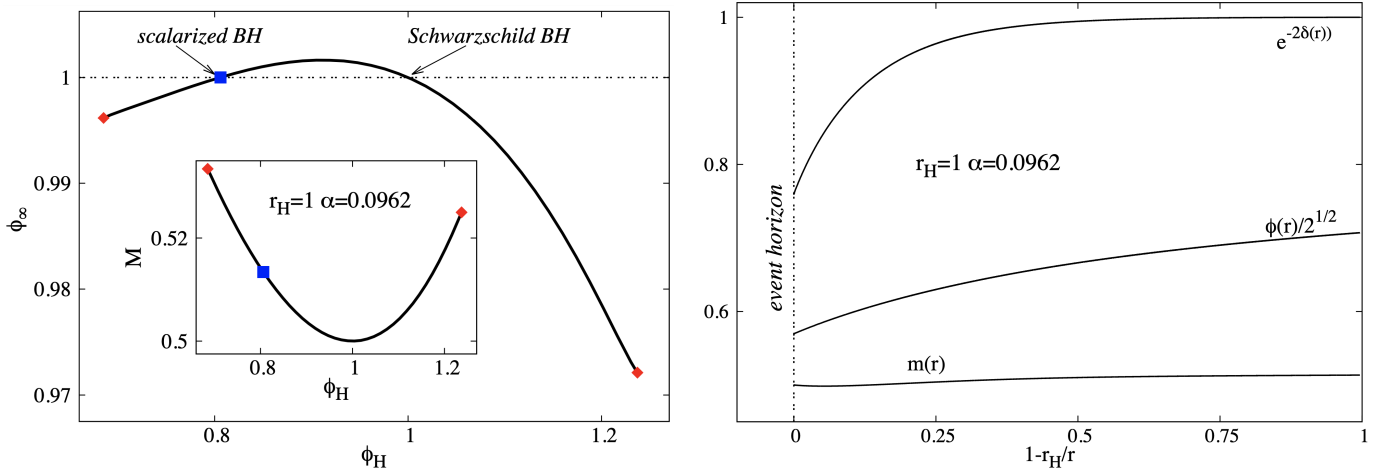 scalarized BH
Schwarzschild BH
1
0.99
0.98
0.97
ϕ∞
0.8
1
1.2
ϕH
r_H=1 α=0.0962
0.52
0.5
M
0.8
1
1.2
ϕH
1
0.8
0.6
e^{-2δ(r))}
r_H=1 α=0.0962
event horizon
ϕ(r)/2^{1/2}
m(r)
0
0.25
0.5
0.75
1
1-r_H/r